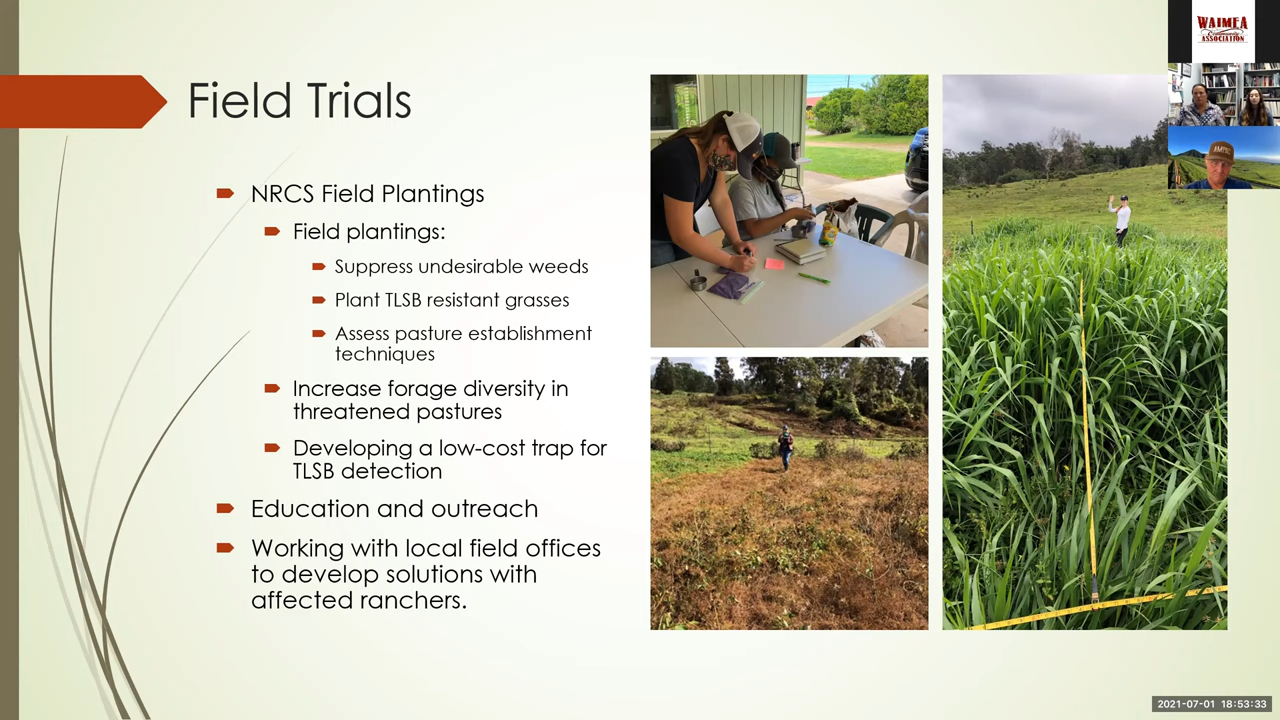 Field Trials
NRCS Field Plantings
Field plantings:
Suppress undesirable weeds
Plant TLSB resistant grasses
Assess pasture establishment
techniques
Increase forage diversity in
threatened pastures
Developing a low-cost trap for
TLSB detection
Education and outreach
Working with local field offices
to develop solutions with
affected ranchers.
WAIMEA
Community
ASSOCIATION
2021-07-01 18:53:33